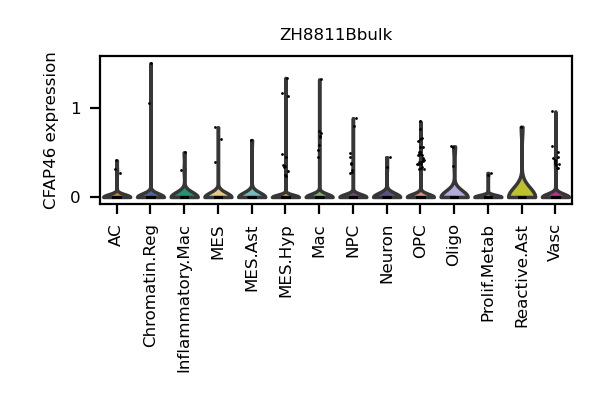 ZH8811Bbulk
CFAP46 expression
1
0
AC
Chromatin.Reg
Inflammatory.Mac
MES
MES.Ast
MES.Hyp
Mac
NPC
Neuron
OPC
Oligo
Prolif.Metab
Reactive.Ast
Vasc